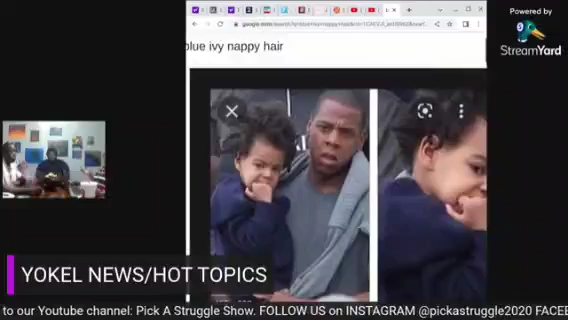 Powered by
StreamYard
blue ivy nappy hair
YOKEL NEWS/HOT TOPICS
to our Youtube channel: Pick A Struggle Show. FOLLOW US on INSTAGRAM @pickastruggle2020 FACEB